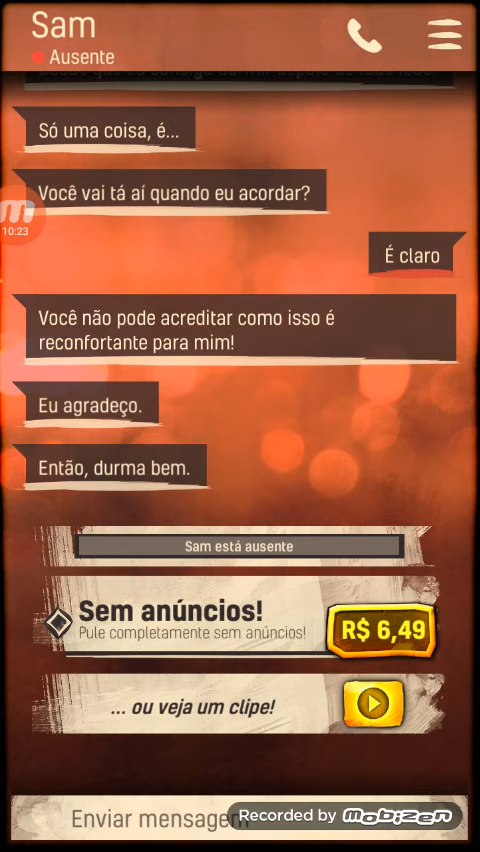 Sam
Ausente
Só uma coisa, é...
Você vai tá aí quando eu acordar?
10:23
É claro
Você não pode acreditar como isso é
reconfortante para mim!
Eu agradeço.
Então, durma bem.
Sam está ausente
Sem anúncios!
Pule completamente sem anúncios!
R$ 6,49
... ou veja um clipe!
Enviar mensagem
Recorded by Mobizen